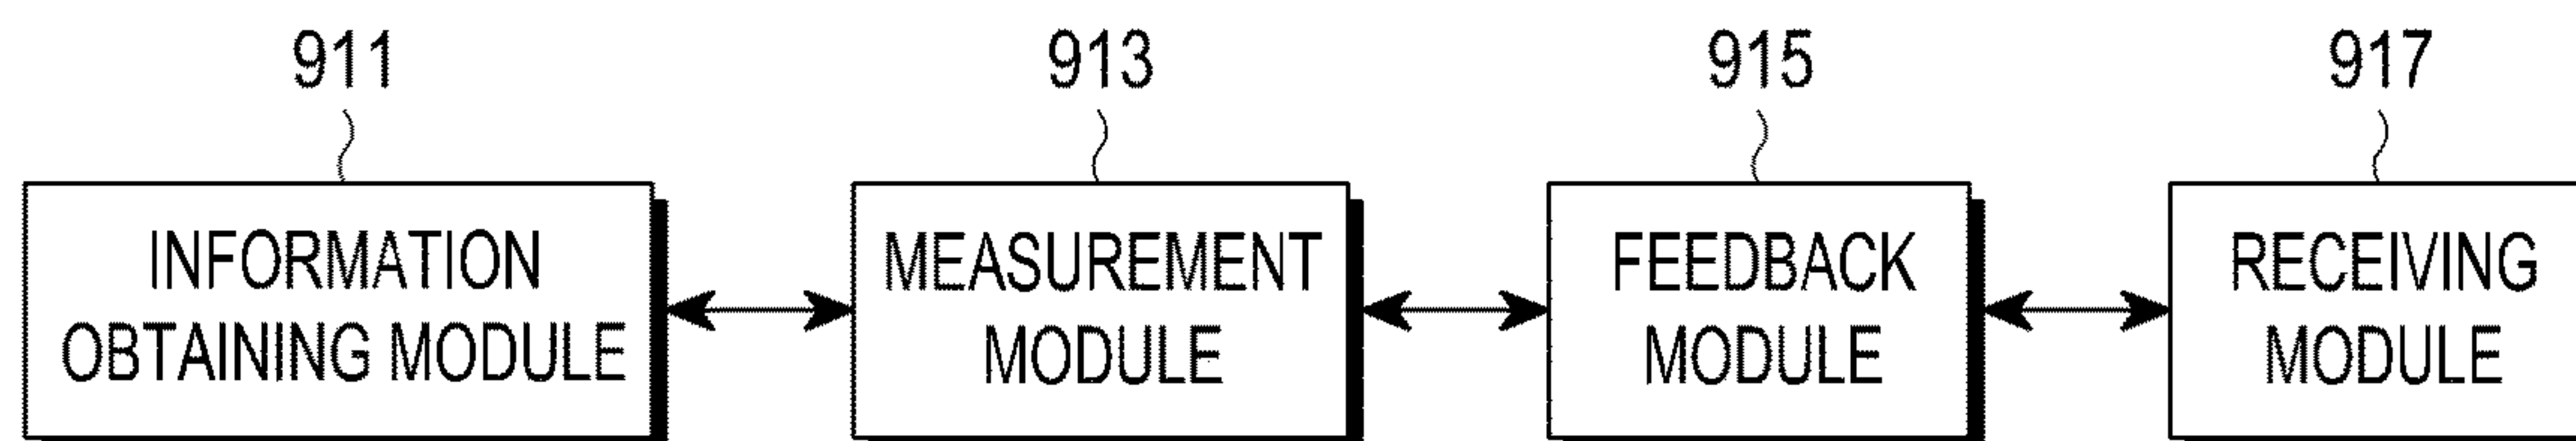 911
913
915
917
INFORMATION
OBTAINING MODULE
MEASUREMENT
MODULE
FEEDBACK
MODULE
RECEIVING
MODULE